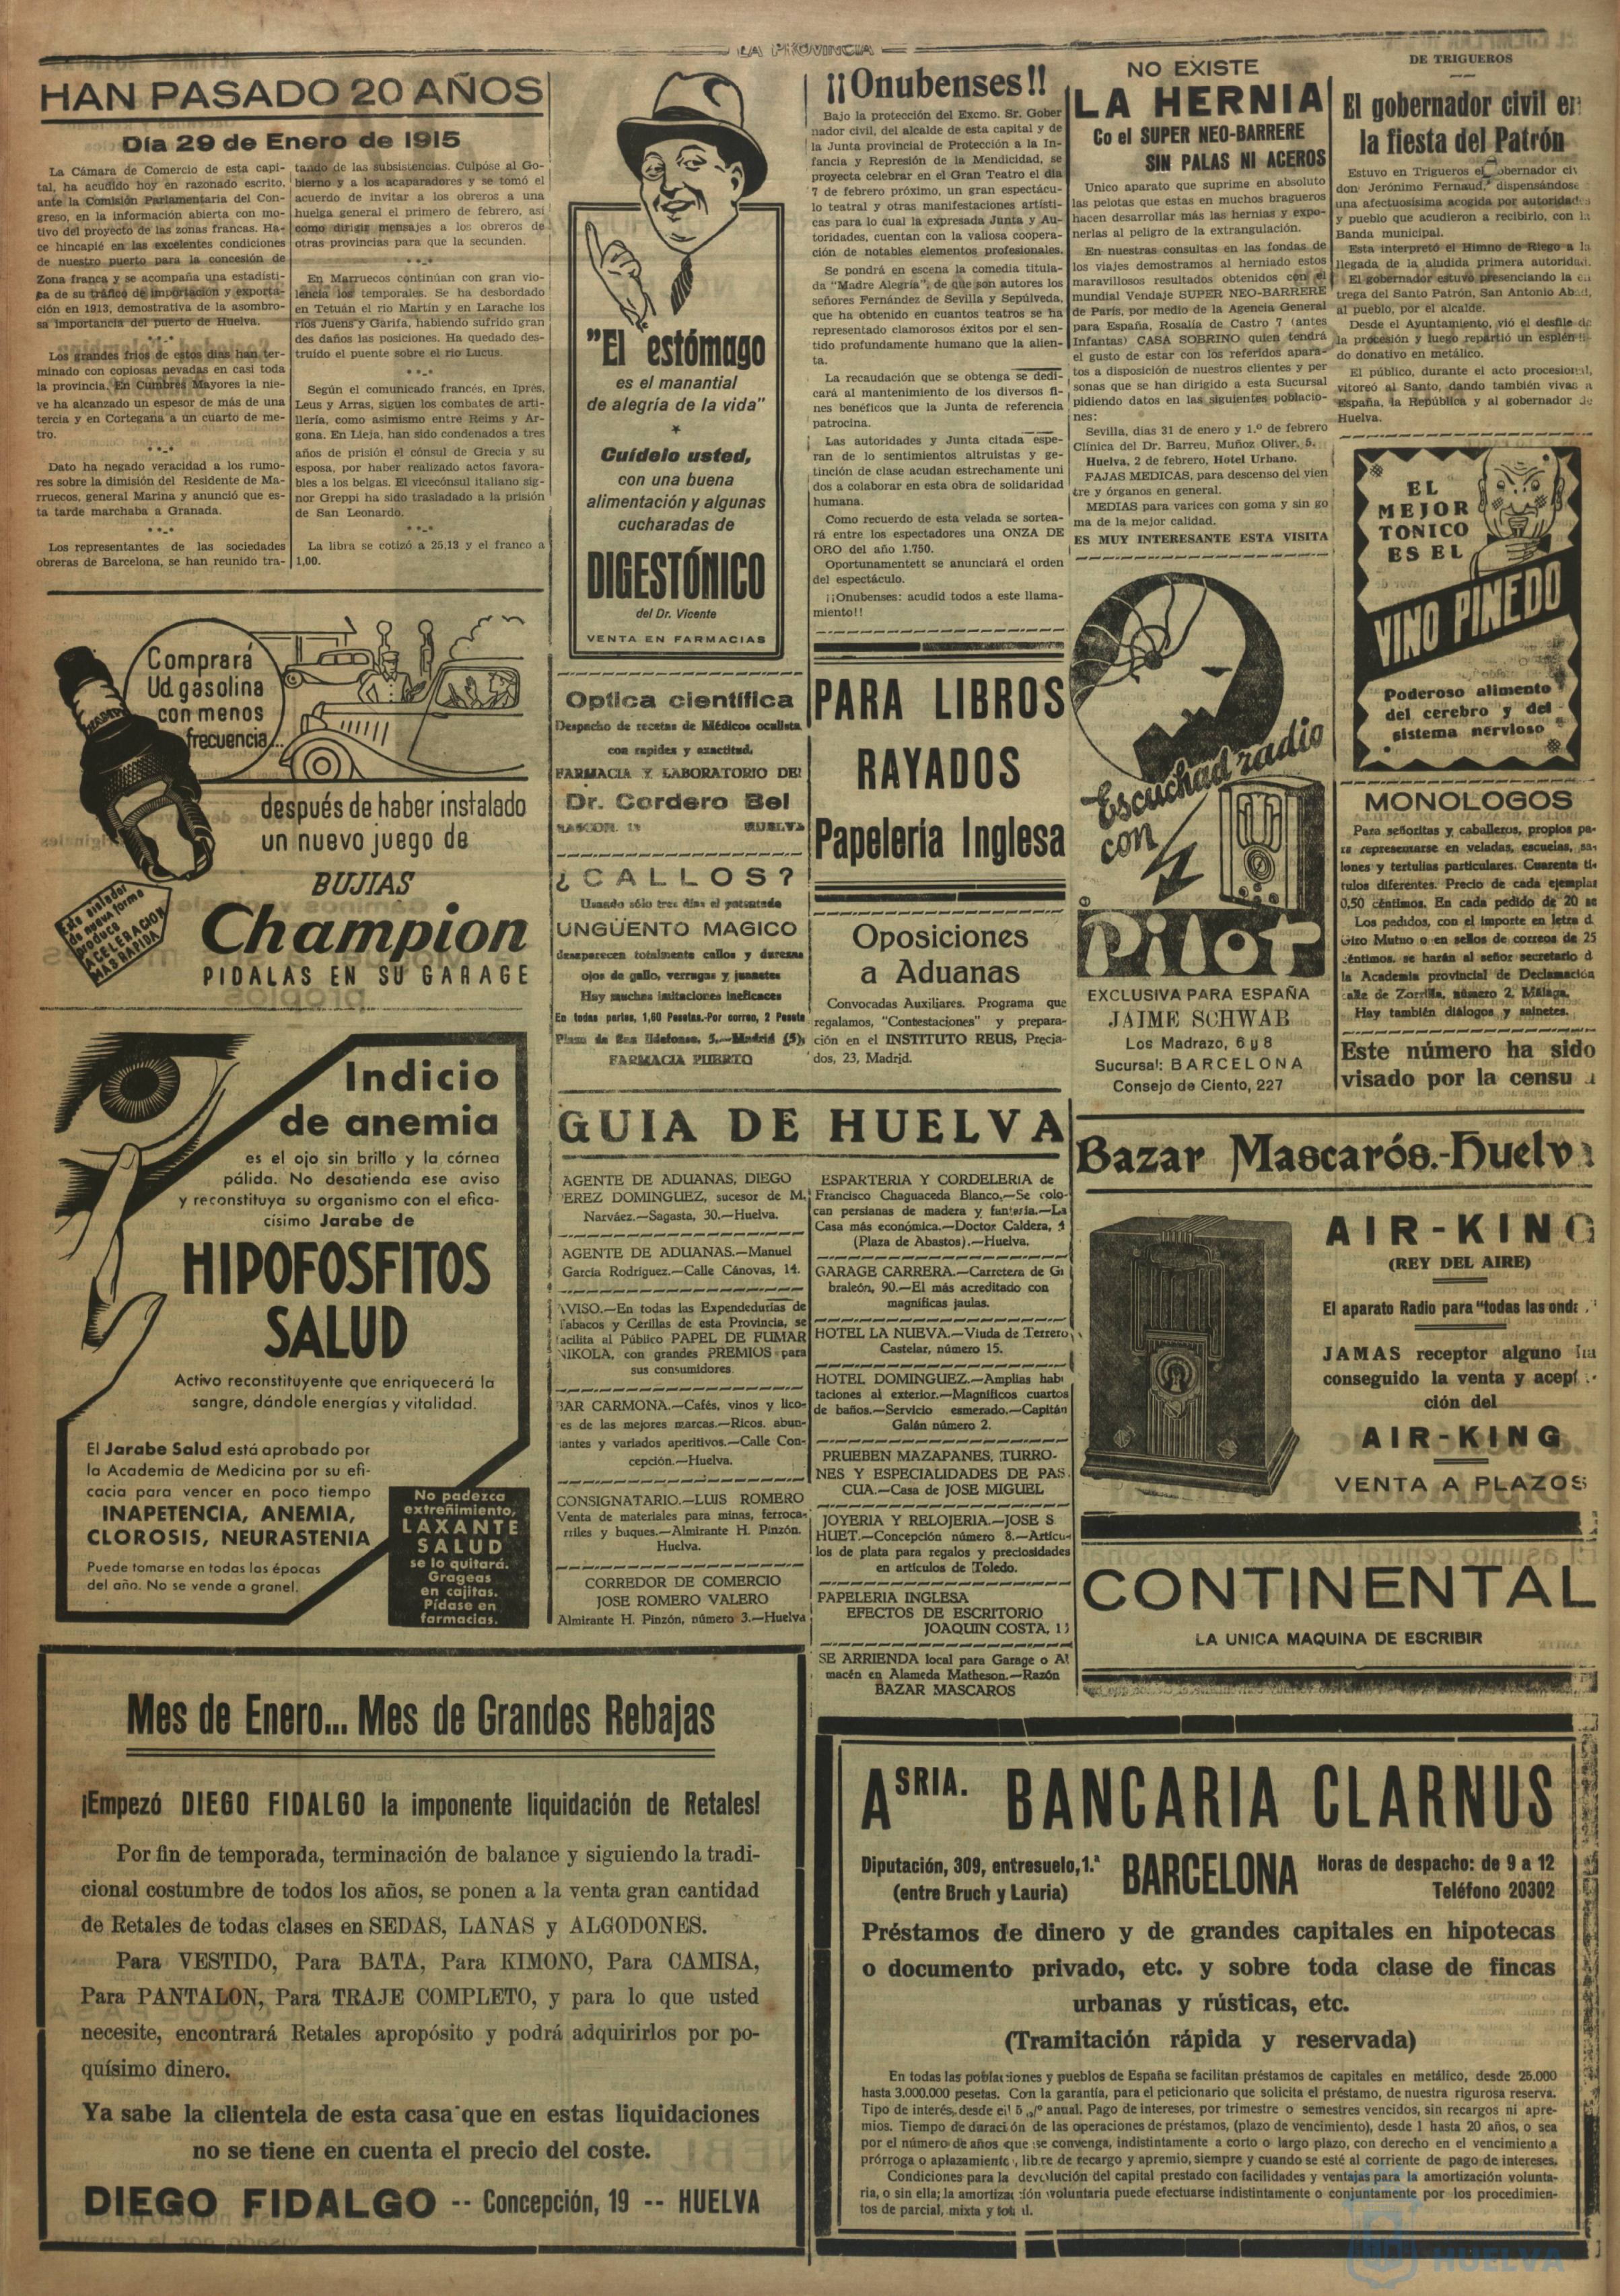 LA PROVINCIA
HAN PASADO 20 AÑOS
Día 29 de Enero de 1915
La Cámara de Comercio de esta capi-
tal, ha acudido hoy en razonado escrito,
ante la Comisión Parlamentaria del Con-
greso, en la información abierta con mo-
tivo del proyecto de las zonas francas. Ha-
ce hincapié en las excelentes condiciones
de nuestro puerto para la concesión de
Zona franca y se acompaña una estadísti-
ca de su tráfico de importación y exporta-
ción en 1913, demostrativa de la asombro-
sa importancia del puerto de Huelva.
Los grandes fríos de estos días han ter-
minado con copiosas nevadas en casi toda
la provincia. En Cumbres Mayores la nie-
ve ha alcanzado un espesor de más de una
tercia y en Cortegana a un cuarto de me-
tro.
Dato ha negado veracidad a los rumo-
res sobre la dimisión del Residente de Ma-
rruecos, general Marina y anunció que es-
ta tarde marchaba a Granada.
Los representantes de las sociedades
obreras de Barcelona, se han reunido tra-
tando de las subsistencias. Culpóse al Go-
bierno y a los acaparadores y se tomó el
acuerdo de invitar a los obreros a una
huelga general el primero de febrero, así
como dirigir mensajes a los obreros de
otras provincias para que la secunden.
En Marruecos continúan con gran vio-
lencia los temporales. Se ha desbordado
en Tetuán el río Martín y en Larache los
ríos Juens y Garifa, habiendo sufrido gran
des daños las posiciones. Ha quedado des-
truído el puente sobre el río Lucus.
Según el comunicado francés, en Iprés,
Leus y Arras, siguen los combates de arti-
llería, como asimismo entre Reims y Ar-
gona. En Lieja, han sido condenados a tres
años de prisión el cónsul de Grecia y su
esposa, por haber realizado actos favora-
bles a los belgas. El vicecónsul italiano sig-
nor Greppi ha sido trasladado a la prisión
de San Leonardo.
La libra se cotizó a 25,13 y el franco a
1,00.
Comprará
Ud. gasolina
con menos
frecuencia...
después de haber instalado
un nuevo juego de
BUJIAS
Champion
PIDALAS EN SU GARAGE
Este aislador
de nueva forma
produce
ACELERACION
MAS RAPIDA
Indicio
de anemia
es el ojo sin brillo y la córnea
pálida. No desatienda ese aviso
y reconstituya su organismo con el efica-
císimo Jarabe de
HIPOFOSFITOS
SALUD
Activo reconstituyente que enriquecerá la
sangre, dándole energías y vitalidad.
El Jarabe Salud está aprobado por
la Academia de Medicina por su efi-
cacia para vencer en poco tiempo
INAPETENCIA, ANEMIA,
CLOROSIS, NEURASTENIA
Puede tomarse en todas las épocas
del año. No se vende a granel.
No padezca
extreñimiento,
LAXANTE
SALUD
se lo quitará.
Grageas
en cajitas.
Pídase en
farmacias.
"El estómago
es el manantial
de alegría de la vida"
Cuídelo usted,
con una buena
alimentación y algunas
cucharadas de
DIGESTÓNICO
del Dr. Vicente
VENTA EN FARMACIAS
Optica científica
Despacho de recetas de Médicos oculista
con rapides y exactitud.
FARMACIA Y LABORATORIO DEL
Dr. Cordero Bel
RASCON, 19 HUELVA
¿CALLOS?
Usando sólo tres días el patentado
UNGÜENTO MAGICO
desaparecen totalmente callos y durezas
ojos de gallo, verrugas y juanetes
Hay muchas imitaciones ineficaces
En todas partes, 1,60 Pesetas.-Por correo, 2 Peseta
Plaza de San Ildefonso, 5.—Madrid (5),
FARMACIA PUERTO
¡¡Onubenses!!
Bajo la protección del Excmo. Sr. Gober
nador civil, del alcalde de esta capital y de
la Junta provincial de Protección a la In-
fancia y Represión de la Mendicidad, se
proyecta celebrar en el Gran Teatro el día
7 de febrero próximo, un gran espectácu-
lo teatral y otras manifestaciones artísti-
cas para lo cual la expresada Junta y Au-
toridades, cuentan con la valiosa coopera-
ción de notables elementos profesionales.
Se pondrá en escena la comedia titula-
da "Madre Alegría", de que son autores los
señores Fernández de Sevilla y Sepúlveda,
que ha obtenido en cuantos teatros se ha
representado clamorosos éxitos por el sen-
tido profundamente humano que la alien-
ta.
La recaudación que se obtenga se dedi-
cará al mantenimiento de los diversos fi-
nes benéficos que la Junta de referencia
patrocina.
Las autoridades y Junta citada espe-
ran de lo sentimientos altruistas y ge-
tinción de clase acudan estrechamente uni
dos a colaborar en esta obra de solidaridad
humana.
Como recuerdo de esta velada se sortea-
rá entre los espectadores una ONZA DE
ORO del año 1.750.
Oportunamentett se anunciará el orden
del espectáculo.
¡¡Onubenses: acudid todos a este llama-
miento!!
PARA LIBROS
RAYADOS
Papelería Inglesa
Oposiciones
a Aduanas
Convocadas Auxiliares. Programa que
regalamos, "Contestaciones" y prepara-
ción en el INSTITUTO REUS, Precia-
dos, 23, Madrid.
NO EXISTE
LA HERNIA
Co el SUPER NEO-BARRERE
SIN PALAS NI ACEROS
Unico aparato que suprime en absoluto
las pelotas que estas en muchos bragueros
hacen desarrollar más las hernias y expo-
nerlas al peligro de la extrangulación.
En nuestras consultas en las fondas de
los viajes demostramos al herniado estos
maravillosos resultados obtenidos con el
mundial Vendaje SUPER NEO-BARRERE
de París, por medio de la Agencia General
para España, Rosalía de Castro 7 (antes
Infantas) CASA SOBRINO quien tendrá
el gusto de estar con los referidos apara-
tos a disposición de nuestros clientes y per
sonas que se han dirigido a esta Sucursal
pidiendo datos en las siguientes poblacio-
nes:
Sevilla, días 31 de enero y 1.º de febrero
Clínica del Dr. Barreu, Muñoz Oliver, 5.
Huelva, 2 de febrero, Hotel Urbano.
FAJAS MEDICAS, para descenso del vien
tre y órganos en general.
MEDIAS para varices con goma y sin go
ma de la mejor calidad.
ES MUY INTERESANTE ESTA VISITA
Escuchad radio
con
Pilot
EXCLUSIVA PARA ESPAÑA
JAIME SCHWAB
Los Madrazo, 6 y 8
Sucursal: BARCELONA
Consejo de Ciento, 227
DE TRIGUEROS
El gobernador civil en
la fiesta del Patrón
Estuvo en Trigueros el gobernador civ
don Jerónimo Fernaud, dispensándose
una afectuosísima acogida por autoridades
y pueblo que acudieron a recibirlo, con la
Banda municipal.
Esta interpretó el Himno de Riego a la
llegada de la aludida primera autoridad.
El gobernador estuvo presenciando la en
trega del Santo Patrón, San Antonio Abad,
al pueblo, por el alcalde.
Desde el Ayuntamiento, vió el desfile de
la procesión y luego repartió un espléndi-
do donativo en metálico.
El público, durante el acto procesional,
vitoreó al Santo, dando también vivas a
España, la República y al gobernador de
Huelva.
EL
MEJOR
TONICO
ES EL
VINO PINEDO
Poderoso alimento
del cerebro y del
sistema nervioso
MONOLOGOS
Para señoritas y caballeros, propios pa-
ra representarse en veladas, escuelas, sa-
lones y tertulias particulares. Cuarenta tí-
tulos diferentes. Precio de cada ejemplar
0,50 céntimos. En cada pedido de 20 se
Los pedidos, con el importe en letra d
Giro Mutuo o en sellos de correos de 25
céntimos. se harán al señor secretario d
la Academia provincial de Declamación
calle de Zorrilla, número 2, Málaga.
Hay también diálogos y sainetes.
Este número ha sido
visado por la censu a
GUIA DE HUELVA
AGENTE DE ADUANAS, DIEGO
PEREZ DOMINGUEZ, sucesor de M.
Narváez.—Sagasta, 30.—Huelva.
AGENTE DE ADUANAS.—Manuel
García Rodríguez.—Calle Cánovas, 14.
AVISO.—En todas las Expendedurías de
Tabacos y Cerillas de esta Provincia, se
facilita al Público PAPEL DE FUMAR
NIKOLA, con grandes PREMIOS para
sus consumidores.
BAR CARMONA.—Cafés, vinos y lico-
res de las mejores marcas.—Ricos, abun-
dantes y variados aperitivos.—Calle Con-
cepción.—Huelva.
CONSIGNATARIO.—LUIS ROMERO
Venta de materiales para minas, ferroca-
rriles y buques.—Almirante H. Pinzón.
Huelva.
CORREDOR DE COMERCIO
JOSE ROMERO VALERO
Almirante H. Pinzón, número 3.—Huelva
ESPARTERIA Y CORDELERIA de
Francisco Chaguaceda Blanco.—Se colo-
can persianas de madera y fantasía.—La
Casa más económica.—Doctor Caldera, 4
(Plaza de Abastos).—Huelva.
GARAGE CARRERA.—Carretera de Gi
braleón, 90.—El más acreditado con
magníficas jaulas.
HOTEL LA NUEVA.—Viuda de Terrero
Castelar, número 15.
HOTEL DOMINGUEZ.—Amplias habi
taciones al exterior.—Magníficos cuartos
de baños.—Servicio esmerado.—Capitán
Galán número 2.
PRUEBEN MAZAPANES, TURRO-
NES Y ESPECIALIDADES DE PAS.
CUA.—Casa de JOSE MIGUEL
JOYERIA Y RELOJERIA.—JOSE S
HUET.—Concepción número 8.—Artícu-
los de plata para regalos y preciosidades
en artículos de Toledo.
PAPELERIA INGLESA
EFECTOS DE ESCRITORIO
JOAQUIN COSTA, 15
SE ARRIENDA local para Garage o Al
macén en Alameda Matheson.—Razón
BAZAR MASCAROS
Bazar Mascarós.-Huelva
AIR-KING
(REY DEL AIRE)
El aparato Radio para "todas las ondas"
JAMAS receptor alguno ha
conseguido la venta y acepta-
ción del
AIR-KING
VENTA A PLAZOS
CONTINENTAL
LA UNICA MAQUINA DE ESCRIBIR
Mes de Enero... Mes de Grandes Rebajas
¡Empezó DIEGO FIDALGO la imponente liquidación de Retales!
Por fin de temporada, terminación de balance y siguiendo la tradi-
cional costumbre de todos los años, se ponen a la venta gran cantidad
de Retales de todas clases en SEDAS, LANAS y ALGODONES.
Para VESTIDO, Para BATA, Para KIMONO, Para CAMISA,
Para PANTALON, Para TRAJE COMPLETO, y para lo que usted
necesite, encontrará Retales apropósito y podrá adquirirlos por po-
quísimo dinero.
Ya sabe la clientela de esta casa que en estas liquidaciones
no se tiene en cuenta el precio del coste.
DIEGO FIDALGO -- Concepción, 19 -- HUELVA
ASRIA. BANCARIA CLARNUS
Diputación, 309, entresuelo, 1.ª
(entre Bruch y Lauria)
BARCELONA
Horas de despacho: de 9 a 12
Teléfono 20302
Préstamos de dinero y de grandes capitales en hipotecas
o documento privado, etc. y sobre toda clase de fincas
urbanas y rústicas, etc.
(Tramitación rápida y reservada)
En todas las poblaciones y pueblos de España se facilitan préstamos de capitales en metálico, desde 25.000
hasta 3.000.000 pesetas. Con la garantía, para el peticionario que solicita el préstamo, de nuestra rigurosa reserva.
Tipo de interés, desde el 5 º/º anual. Pago de intereses, por trimestre o semestres vencidos, sin recargos ni apre-
mios. Tiempo de duración de las operaciones de préstamos, (plazo de vencimiento), desde 1 hasta 20 años, o sea
por el número de años que se convenga, indistintamente a corto o largo plazo, con derecho en el vencimiento a
prórroga o aplazamiento, libre de recargo y apremio, siempre y cuando se esté al corriente de pago de intereses.
Condiciones para la devolución del capital prestado con facilidades y ventajas para la amortización volunta-
ria, o sin ella; la amortización voluntaria puede efectuarse indistintamente o conjuntamente por los procedimien-
tos de parcial, mixta y total.
HUELVA